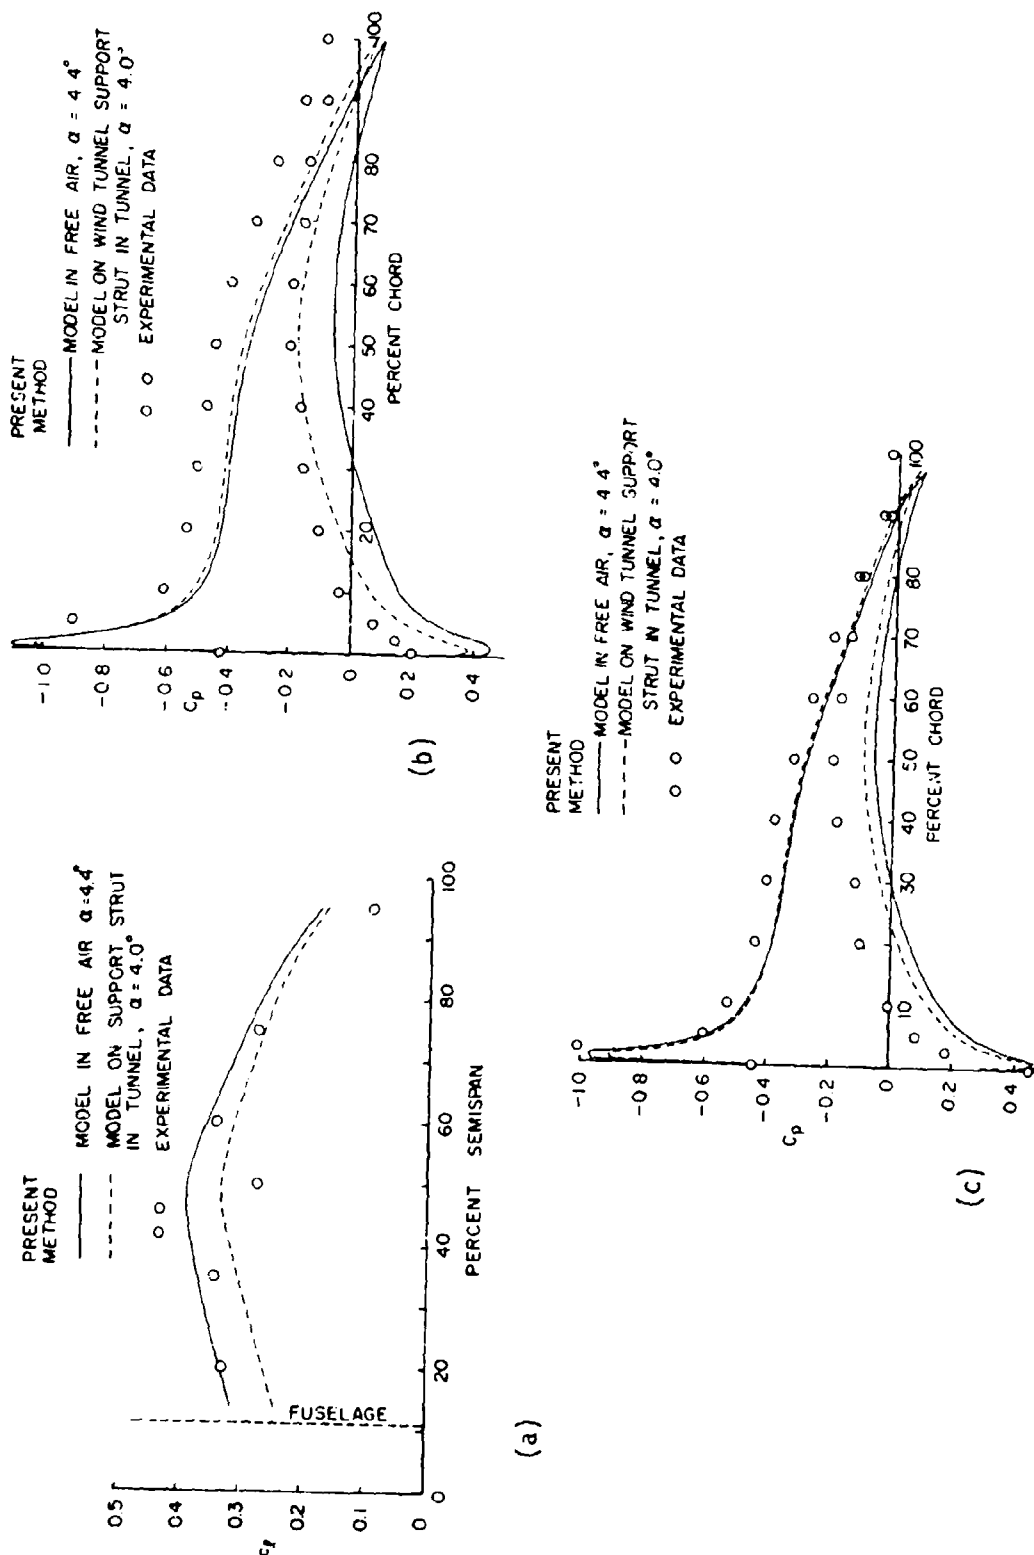 PRESENT
METHOD
MODEL IN FREE AIR α=4.4°
MODEL ON SUPPORT STRUT
IN TUNNEL, α=4.0°
EXPERIMENTAL DATA
0.5
0.4
0.3
0.2
0.1
0
C_ℓ
FUSELAGE
0
20
40
60
80
100
PERCENT SEMISPAN
(a)
PRESENT
METHOD
MODEL IN FREE AIR, α = 4 4°
MODEL ON WIND TUNNEL SUPPORT
STRUT IN TUNNEL, α = 4.0°
EXPERIMENTAL DATA
-1.0
-0.8
C_p
-0.4
-0.2
0
0.2
0.4
20
40
50
60
70
80
100
PERCENT CHORD
(b)
PRESENT
METHOD
MODEL IN FREE AIR, α = 4 4°
MODEL ON WIND TUNNEL SUPPORT
STRUT IN TUNNEL, α = 4.0°
EXPERIMENTAL DATA
-1.0
-0.8
-0.6
-0.4
C_p
-0.2
0
0.2
0.4
10
30
40
50
60
70
80
100
PERCENT CHORD
(c)